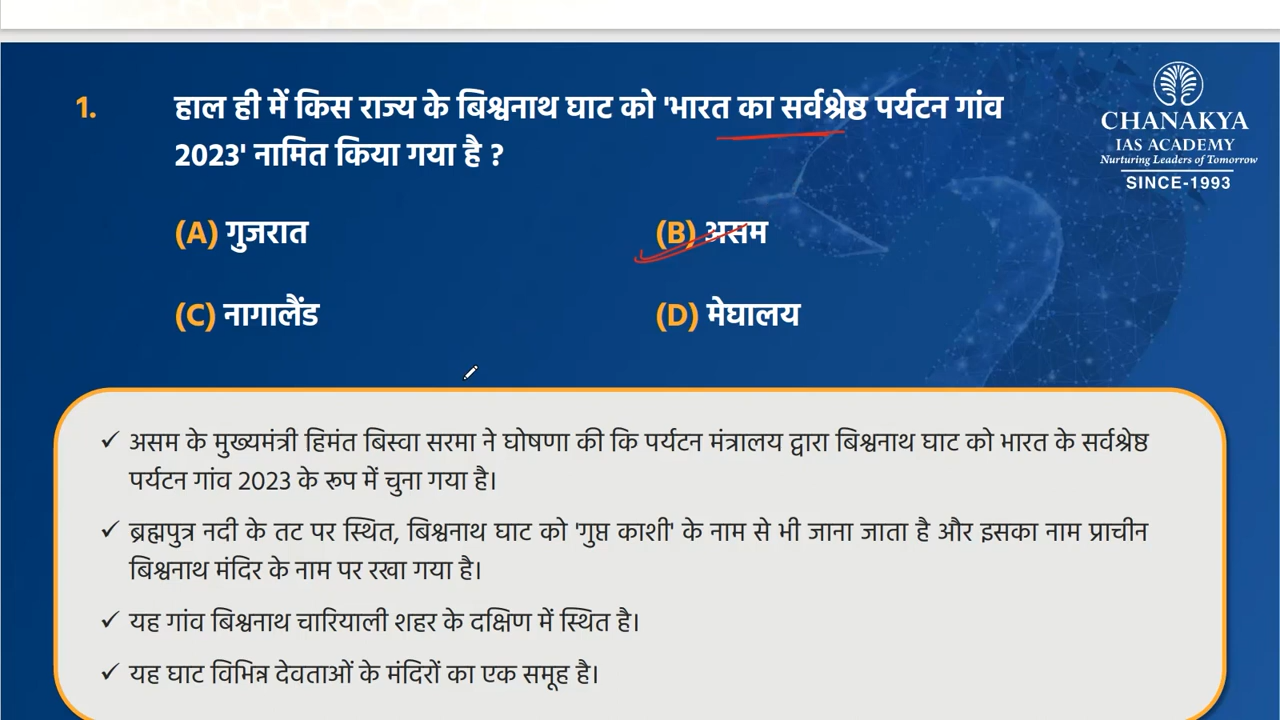 1. हाल ही में किस राज्य के बिश्वनाथ घाट को 'भारत का सर्वश्रेष्ठ पर्यटन गांव
2023' नामित किया गया है ?
(A) गुजरात (B) असम
(C) नागालैंड (D) मेघालय
CHANAKYA
IAS ACADEMY
Nurturing Leaders of Tomorrow
SINCE-1993
✓ असम के मुख्यमंत्री हिमंत बिस्वा सरमा ने घोषणा की कि पर्यटन मंत्रालय द्वारा बिश्वनाथ घाट को भारत के सर्वश्रेष्ठ
पर्यटन गांव 2023 के रूप में चुना गया है।
✓ ब्रह्मपुत्र नदी के तट पर स्थित, बिश्वनाथ घाट को 'गुप्त काशी' के नाम से भी जाना जाता है और इसका नाम प्राचीन
बिश्वनाथ मंदिर के नाम पर रखा गया है।
✓ यह गांव बिश्वनाथ चारियाली शहर के दक्षिण में स्थित है।
✓ यह घाट विभिन्न देवताओं के मंदिरों का एक समूह है।